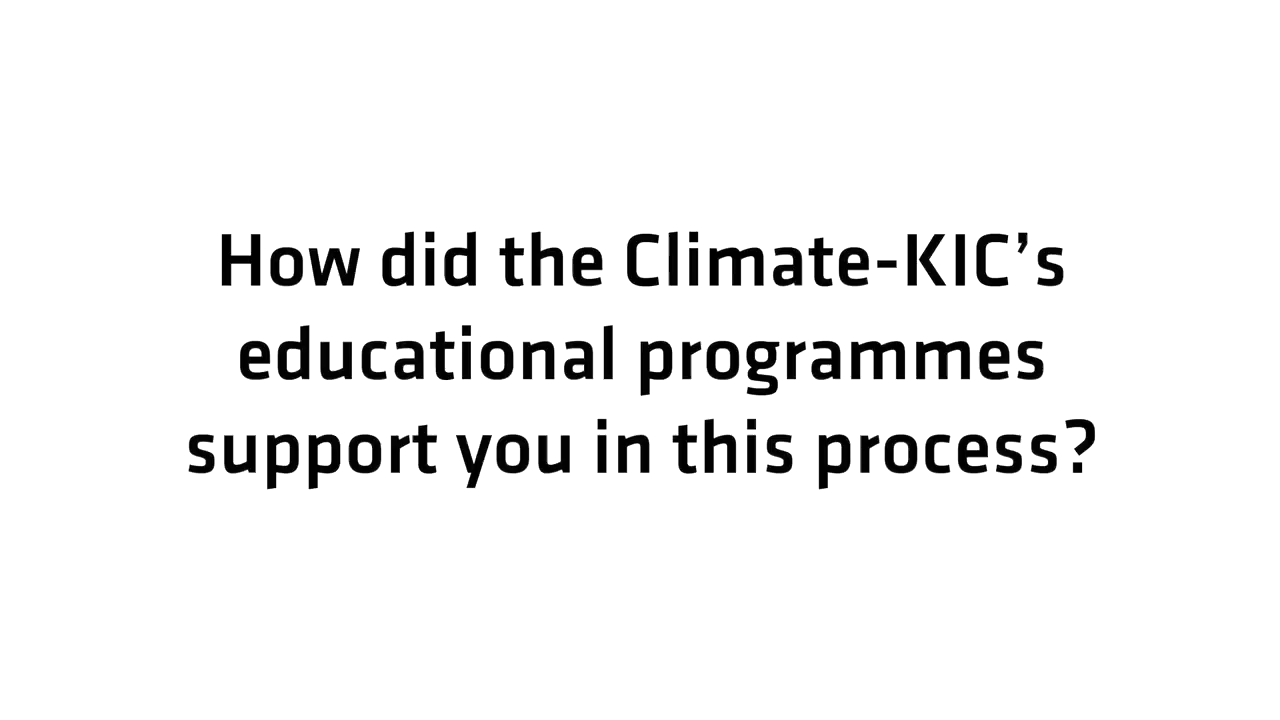 How did the Climate-KIC’s
educational programmes
support you in this process?